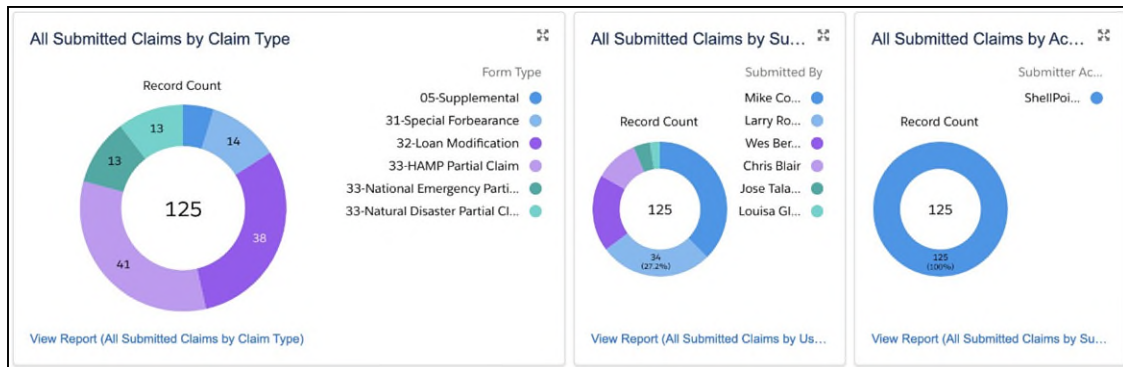 All Submitted Claims by Claim Type
Record Count
13
14
13
125
38
41
Form Type
05-Supplemental
31-Special Forbearance
32-Loan Modification
33-HAMP Partial Claim
33-National Emergency Parti...
33-Natural Disaster Partial Cl...
View Report (All Submitted Claims by Claim Type)
All Submitted Claims by Su...
Submitted By
Mike Co...
Larry Ro...
Wes Ber...
Chris Blair
Jose Tala...
Louisa Gl...
Record Count
125
34
(27.2%)
View Report (All Submitted Claims by Us...
All Submitted Claims by Ac...
Submitter Ac...
ShellPoi...
Record Count
125
125
(100%)
View Report (All Submitted Claims by Su...